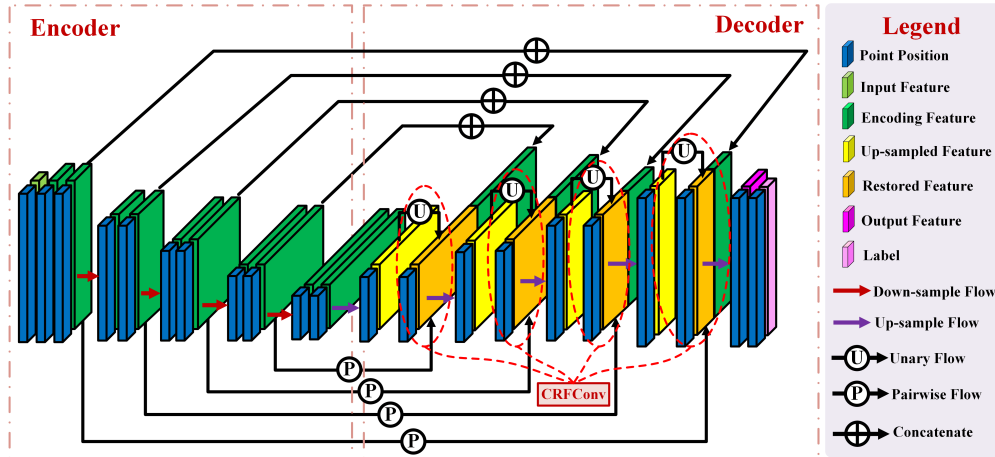 Encoder
Decoder
U
U
U
U
P
P
P
P
CRFConv
Legend
Point Position
Input Feature
Encoding Feature
Up-sampled Feature
Restored Feature
Output Feature
Label
Down-sample Flow
Up-sample Flow
U Unary Flow
P Pairwise Flow
Concatenate